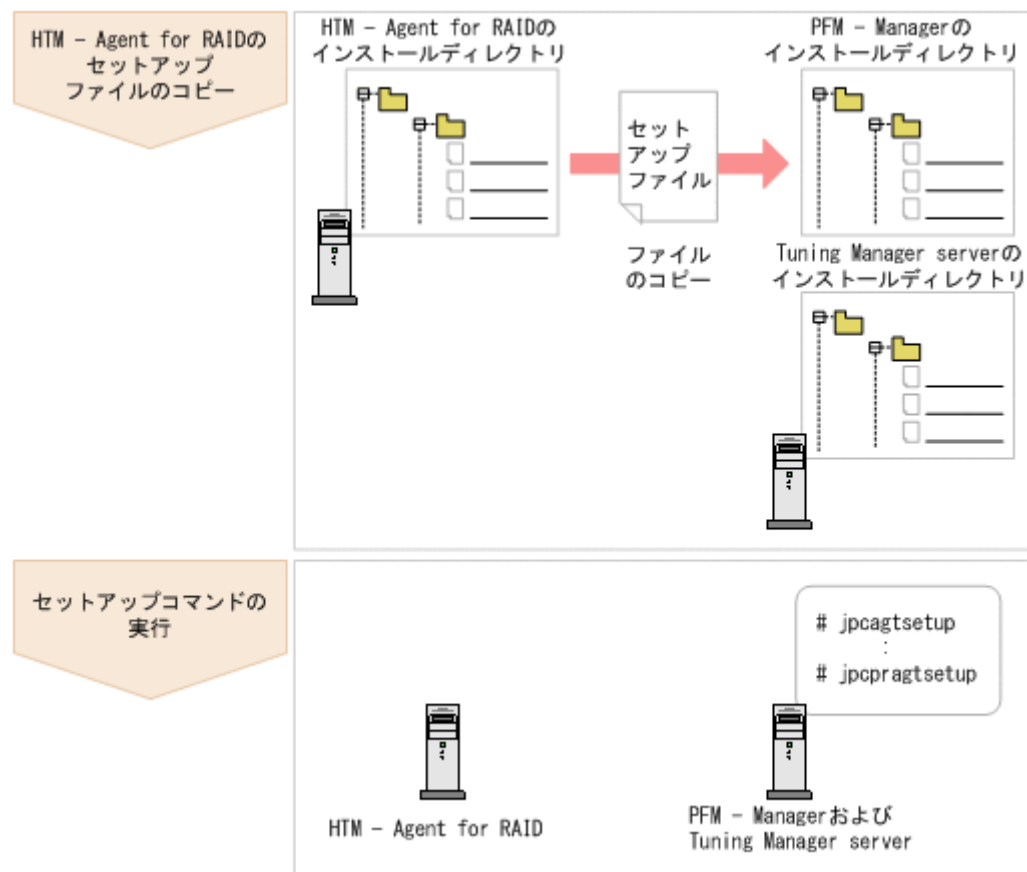 HTM - Agent for RAIDの
セットアップ
ファイルのコピー
HTM - Agent for RAIDの
インストールディレクトリ
PFM - Managerの
インストールディレクトリ
セット
アップ
ファイル
ファイル
のコピー
Tuning Manager serverの
インストールディレクトリ
セットアップコマンドの
実行
# jpcagtsetup
:
# jpcpragtsetup
HTM - Agent for RAID
PFM - Managerおよび
Tuning Manager server